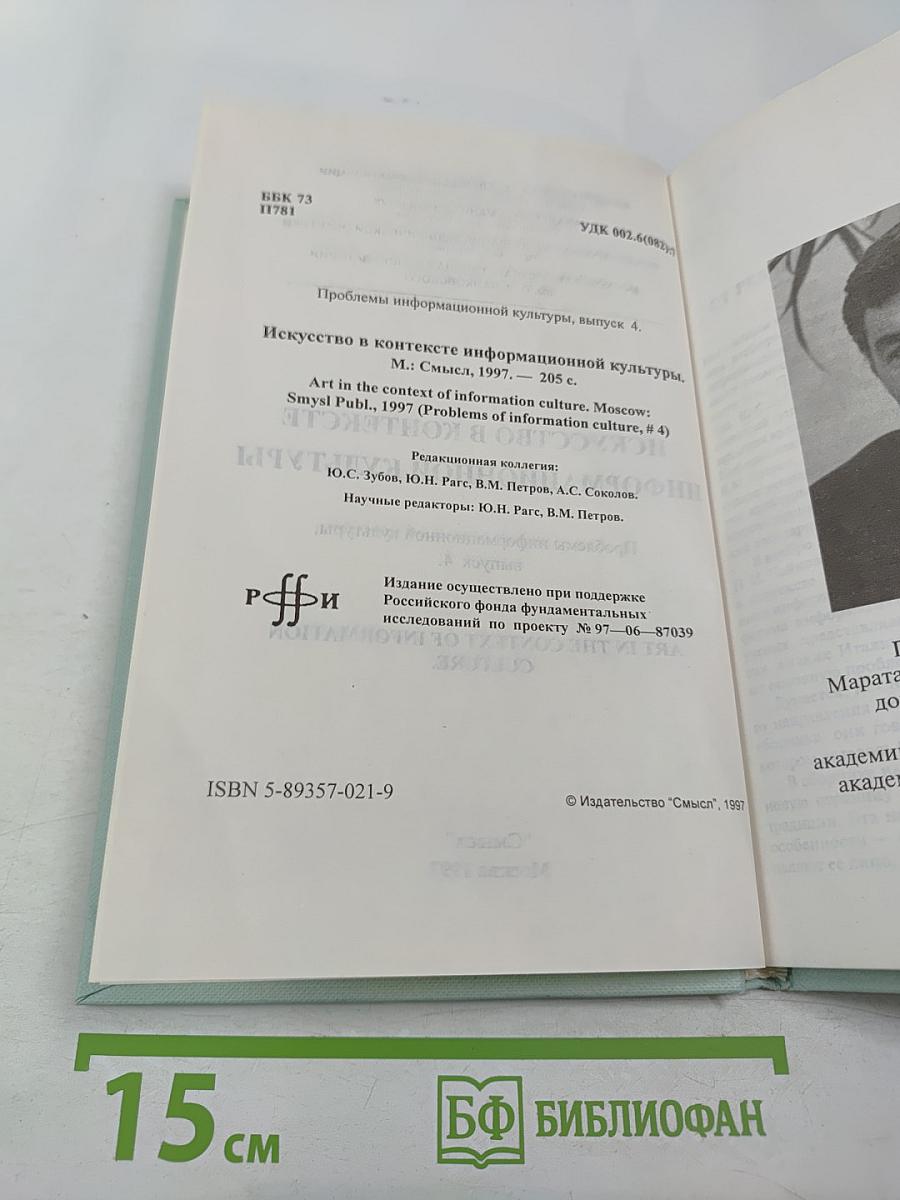 ББК 73
П781
УДК 002.6(082)
Проблемы информационной культуры, выпуск 4.
Искусство в контексте информационной культуры.
М.: Смысл, 1997. — 205 с.
Art in the context of information culture. Moscow:
Smysl Publ., 1997 (Problems of information culture, # 4)
Редакционная коллегия:
Ю.С. Зубов, Ю.Н. Рагс, В.М. Петров, А.С. Соколов.
Научные редакторы: Ю.Н. Рагс, В.М. Петров.
РФФИ
Издание осуществлено при поддержке
Российского фонда фундаментальных
исследований по проекту № 97—06—87039
ISBN 5-89357-021-9
© Издательство "Смысл", 1997
Марата
до
академи
акаде
15 см
БФ БИБЛИОФАН